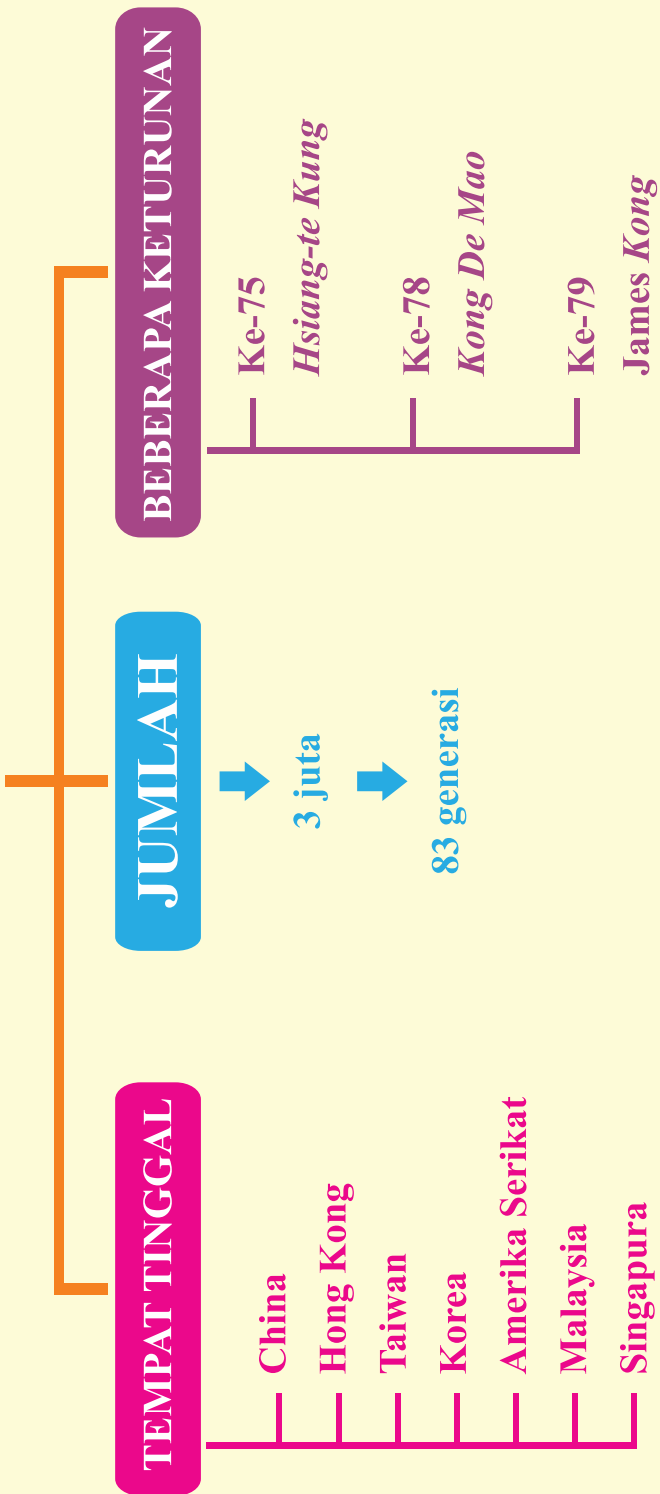 TEMPAT TINGGAL
China
Hong Kong
Taiwan
Korea
Amerika Serikat
Malaysia
Singapura
JUMLAH
3 juta
83 generasi
BEBERAPA KETURUNAN
Ke-75
Hsiang-te Kung
Ke-78
Kong De Mao
Ke-79
James Kong